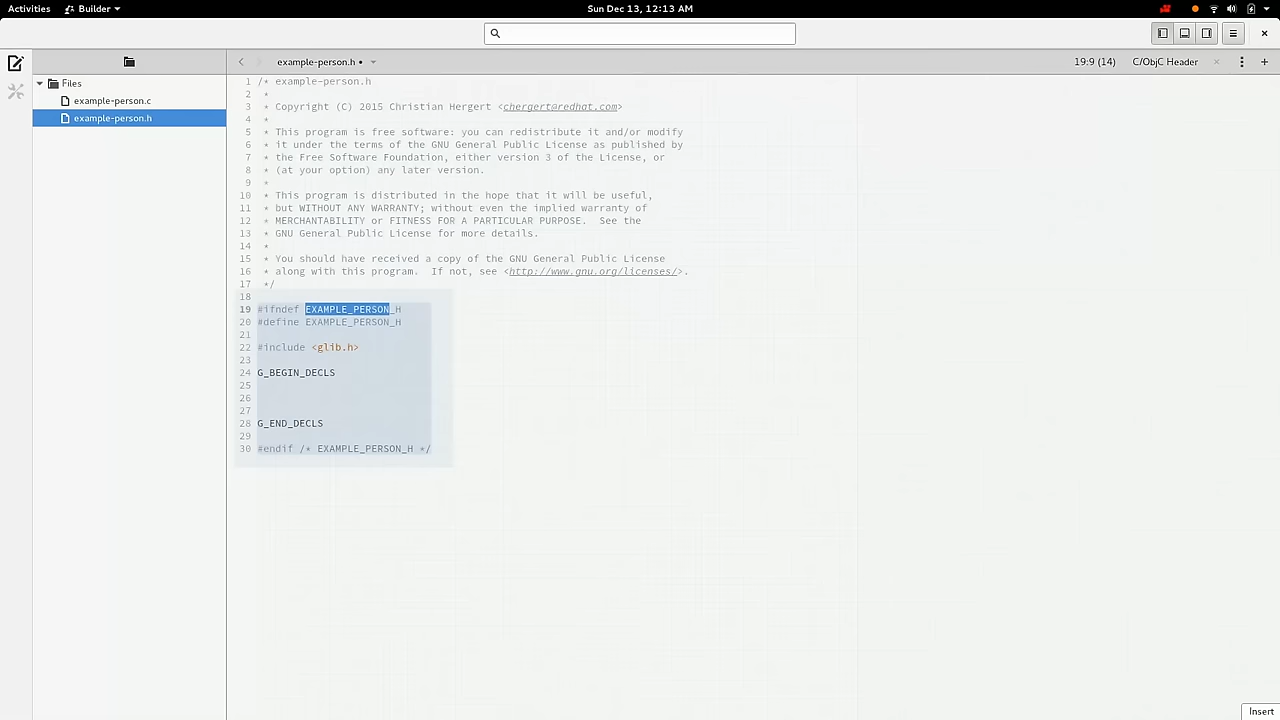 Activities Builder Sun Dec 13, 12:13 AM
example-person.h • 19:9 (14) C/ObjC Header
Files
example-person.c
example-person.h
1 /* example-person.h
2 *
3 * Copyright (C) 2015 Christian Hergert <chergert@redhat.com>
4 *
5 * This program is free software: you can redistribute it and/or modify
6 * it under the terms of the GNU General Public License as published by
7 * the Free Software Foundation, either version 3 of the License, or
8 * (at your option) any later version.
9 *
10 * This program is distributed in the hope that it will be useful,
11 * but WITHOUT ANY WARRANTY; without even the implied warranty of
12 * MERCHANTABILITY or FITNESS FOR A PARTICULAR PURPOSE.  See the
13 * GNU General Public License for more details.
14 *
15 * You should have received a copy of the GNU General Public License
16 * along with this program.  If not, see <http://www.gnu.org/licenses/>.
17 */
18
19 #ifndef EXAMPLE_PERSON_H
20 #define EXAMPLE_PERSON_H
21
22 #include <glib.h>
23
24 G_BEGIN_DECLS
25
26
27
28 G_END_DECLS
29
30 #endif /* EXAMPLE_PERSON_H */
Insert